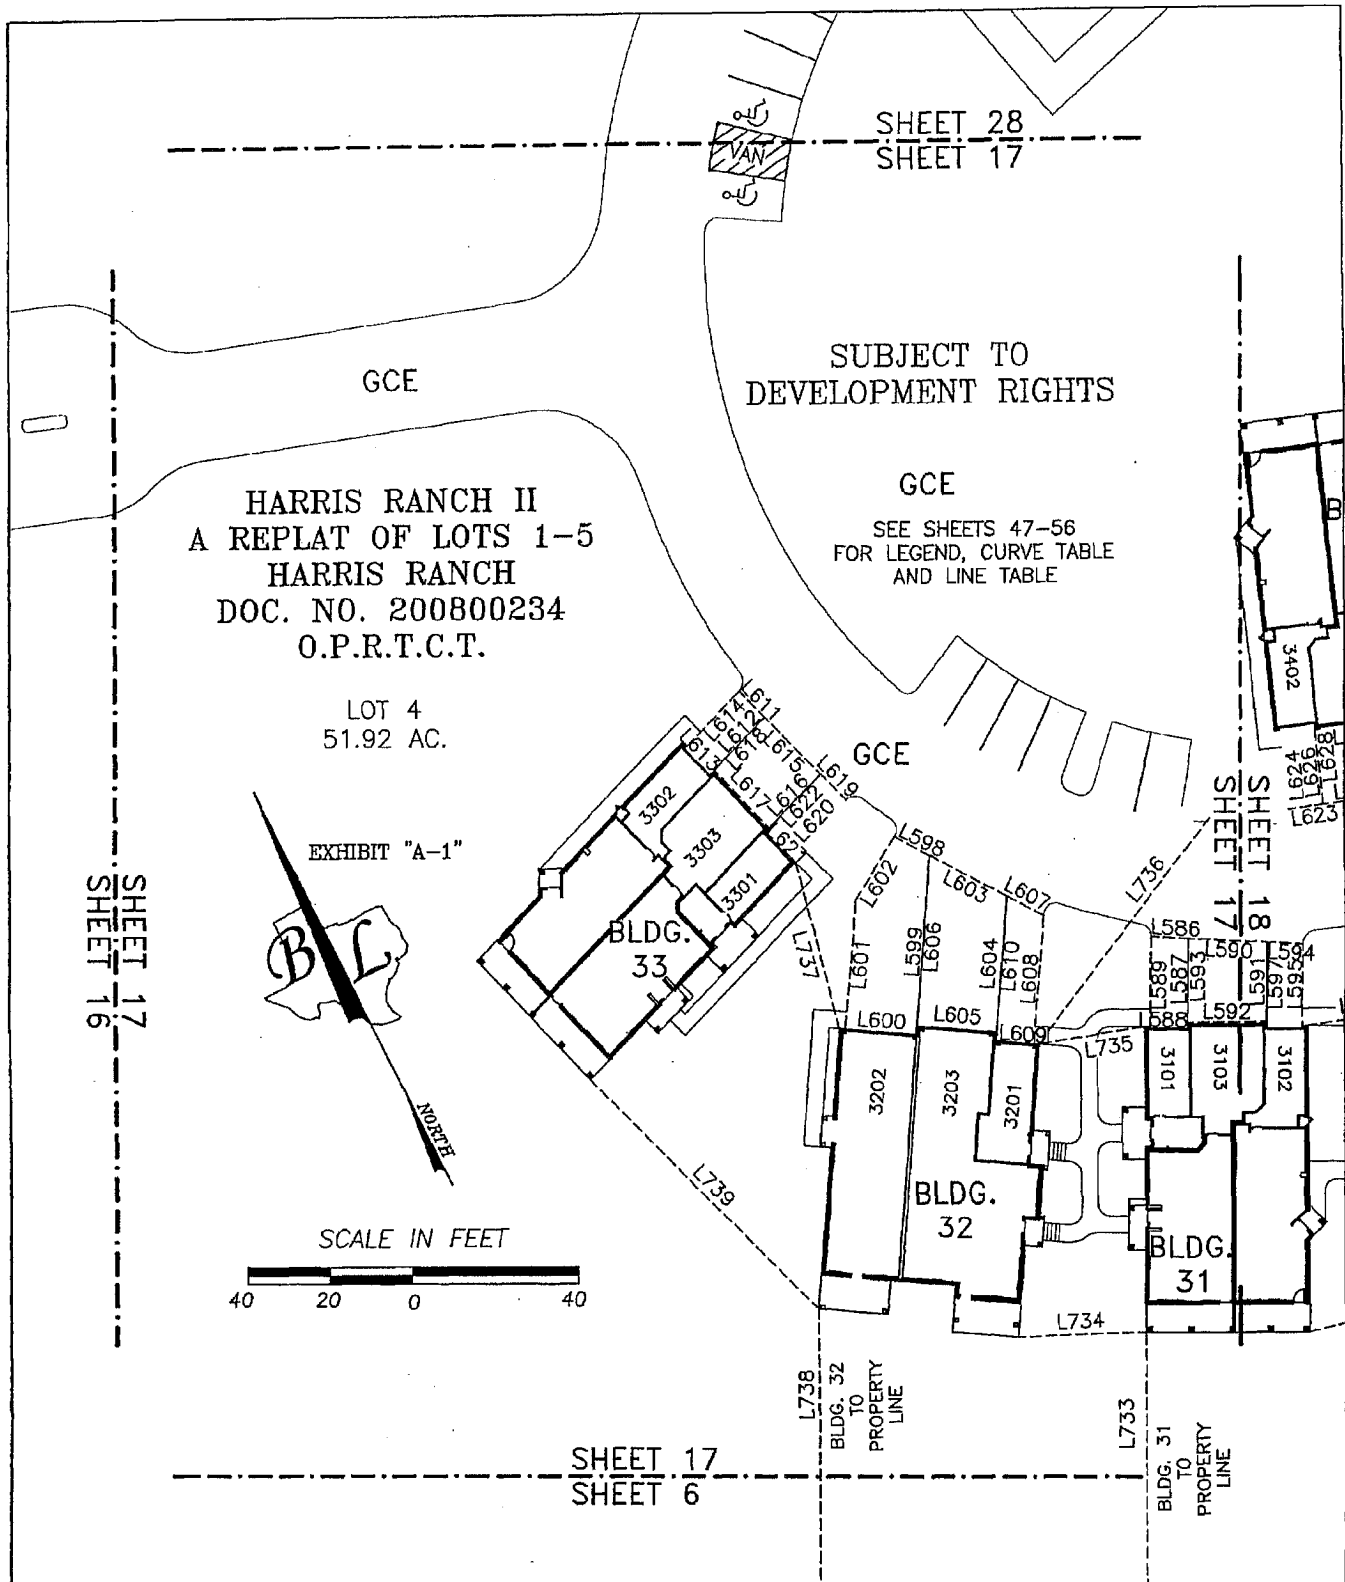 SHEET 28
SHEET 17
VAN
GCE
SUBJECT TO
DEVELOPMENT RIGHTS
GCE
SEE SHEETS 47-56
FOR LEGEND, CURVE TABLE
AND LINE TABLE
HARRIS RANCH II
A REPLAT OF LOTS 1-5
HARRIS RANCH
DOC. NO. 200800234
O.P.R.T.C.T.
LOT 4
51.92 AC.
EXHIBIT "A-1"
B L
NORTH
SCALE IN FEET
40 20 0 40
SHEET 17
SHEET 16
GCE
L611
L614
L612
L613
L618
L615
L619
L616
L617
L622
L620
L621
3302
3303
3301
BLDG.
33
L737
L739
L598
L602
L603
L607
L601
L599
L606
L604
L610
L608
L600
L605
L609
3202
3203
3201
BLDG.
32
L736
L735
L734
L586
L590
L594
L589
L587
L593
L591
L597
L595
L588
L592
3101
3103
3102
BLDG.
31
B
3402
L624
L626
L628
L623
SHEET 18
SHEET 17
L738
BLDG. 32
TO
PROPERTY
LINE
L733
BLDG. 31
TO
PROPERTY
LINE
SHEET 17
SHEET 6